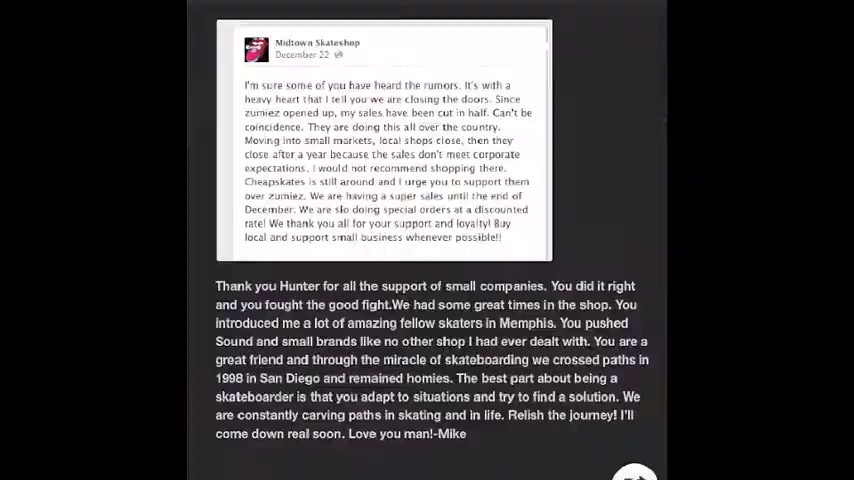 Midtown Skateshop
December 22
I'm sure some of you have heard the rumors. It's with a
heavy heart that I tell you we are closing the doors. Since
zumiez opened up, my sales have been cut in half. Can't be
coincidence. They are doing this all over the country.
Moving into small markets, local shops close, then they
close after a year because the sales don't meet corporate
expectations. I would not recommend shopping there.
Cheapskates is still around and I urge you to support them
over zumiez. We are having a super sales until the end of
December. We are slo doing special orders at a discounted
rate! We thank you all for your support and loyalty! Buy
local and support small business whenever possible!!
Thank you Hunter for all the support of small companies. You did it right
and you fought the good fight.We had some great times in the shop. You
introduced me a lot of amazing fellow skaters in Memphis. You pushed
Sound and small brands like no other shop I had ever dealt with. You are a
great friend and through the miracle of skateboarding we crossed paths in
1998 in San Diego and remained homies. The best part about being a
skateboarder is that you adapt to situations and try to find a solution. We
are constantly carving paths in skating and in life. Relish the journey! I'll
come down real soon. Love you man!-Mike